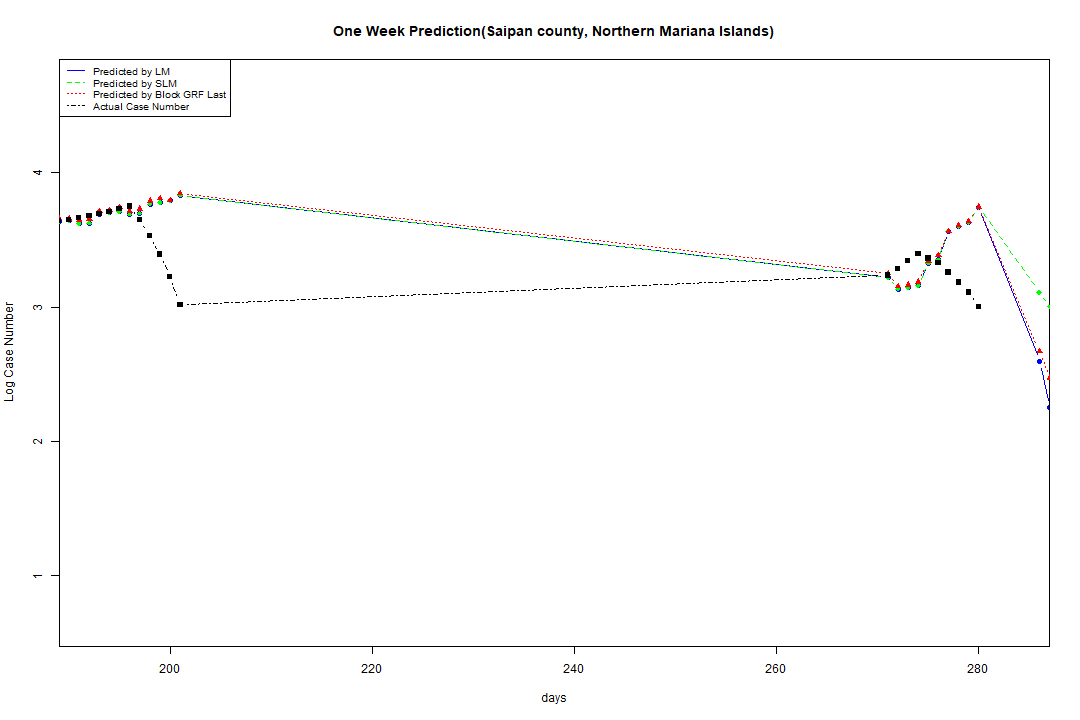 One Week Prediction(Saipan county, Northern Mariana Islands)
Predicted by LM
Predicted by SLM
Predicted by Block GRF Last
Actual Case Number
Log Case Number
4
3
2
1
200
220
240
260
280
days